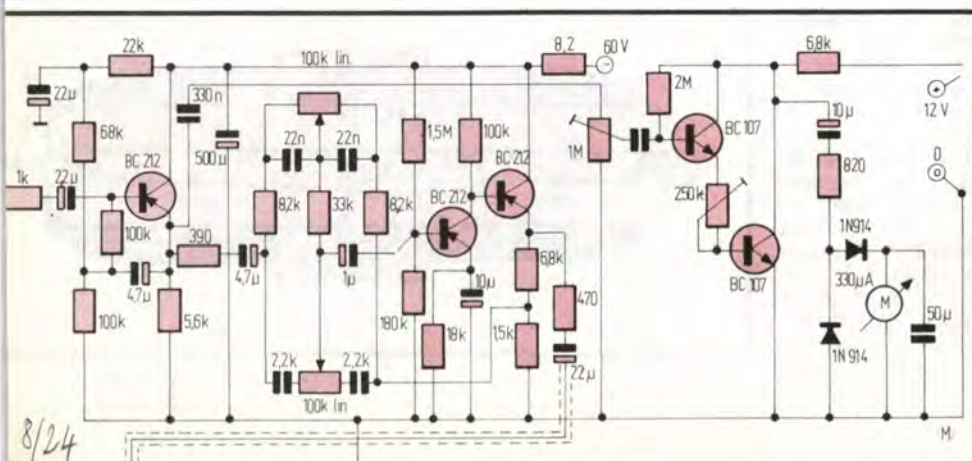 22k
100k lin.
8,2
60 V
6,8k
22µ
330n
2M
+
12 V
10µ
22n
22n
1,5M
100k
68k
500µ
1M
BC 107
0
BC 212
BC 212
820
1k
22µ
82k
33k
82k
BC 212
250k
1N914
100k
390
4,7µ
1µ
6,8k
330µA
4,7µ
10µ
BC 107
M
470
50µ
100k
5,6k
180k
18k
1,5k
1N 914
2,2k
2,2k
22µ
100k lin
8/24
M